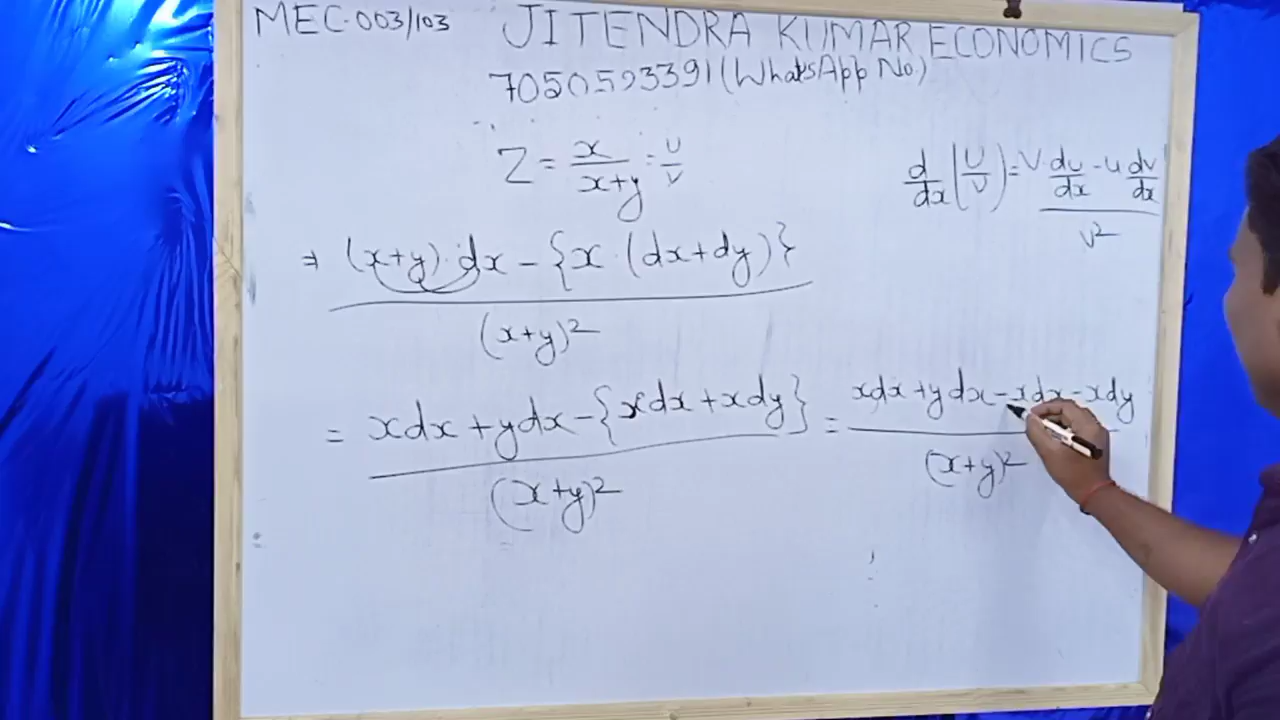 MEC-003/103 JITENDRA KUMAR ECONOMICS
7050593391 (WhatsApp No.)
Z = x/(x+y) = U/V
d/dx (U/V) = V · du/dx - u dv/dx / v²
⇒ (x+y) · dx - {x · (dx+dy)} / (x+y)²
= xdx + ydx - {xdx + xdy} / (x+y)² = xdx + ydx - xdx - xdy / (x+y)²